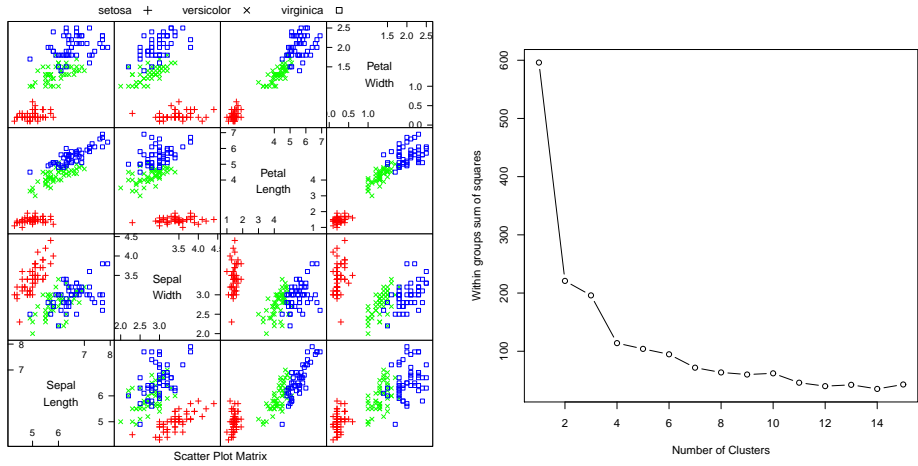 setosa + versicolor × virginica □
1.5 2.0 2.5
2.5
2.0
1.5
Petal
Width
1.0
0.5
0.0
0.0 0.5 1.0
7
6
5
4
4 5 6 7
Petal
Length
1 2 3 4
4
3
2
1
4.5
4.0
3.5
3.5 4.0
Sepal
Width
2.0 2.5 3.0
3.0
2.5
2.0
8
7
7 8
Sepal
Length
5 6
6
5
Scatter Plot Matrix
600
500
400
300
200
100
Within groups sum of squares
2 4 6 8 10 12 14
Number of Clusters